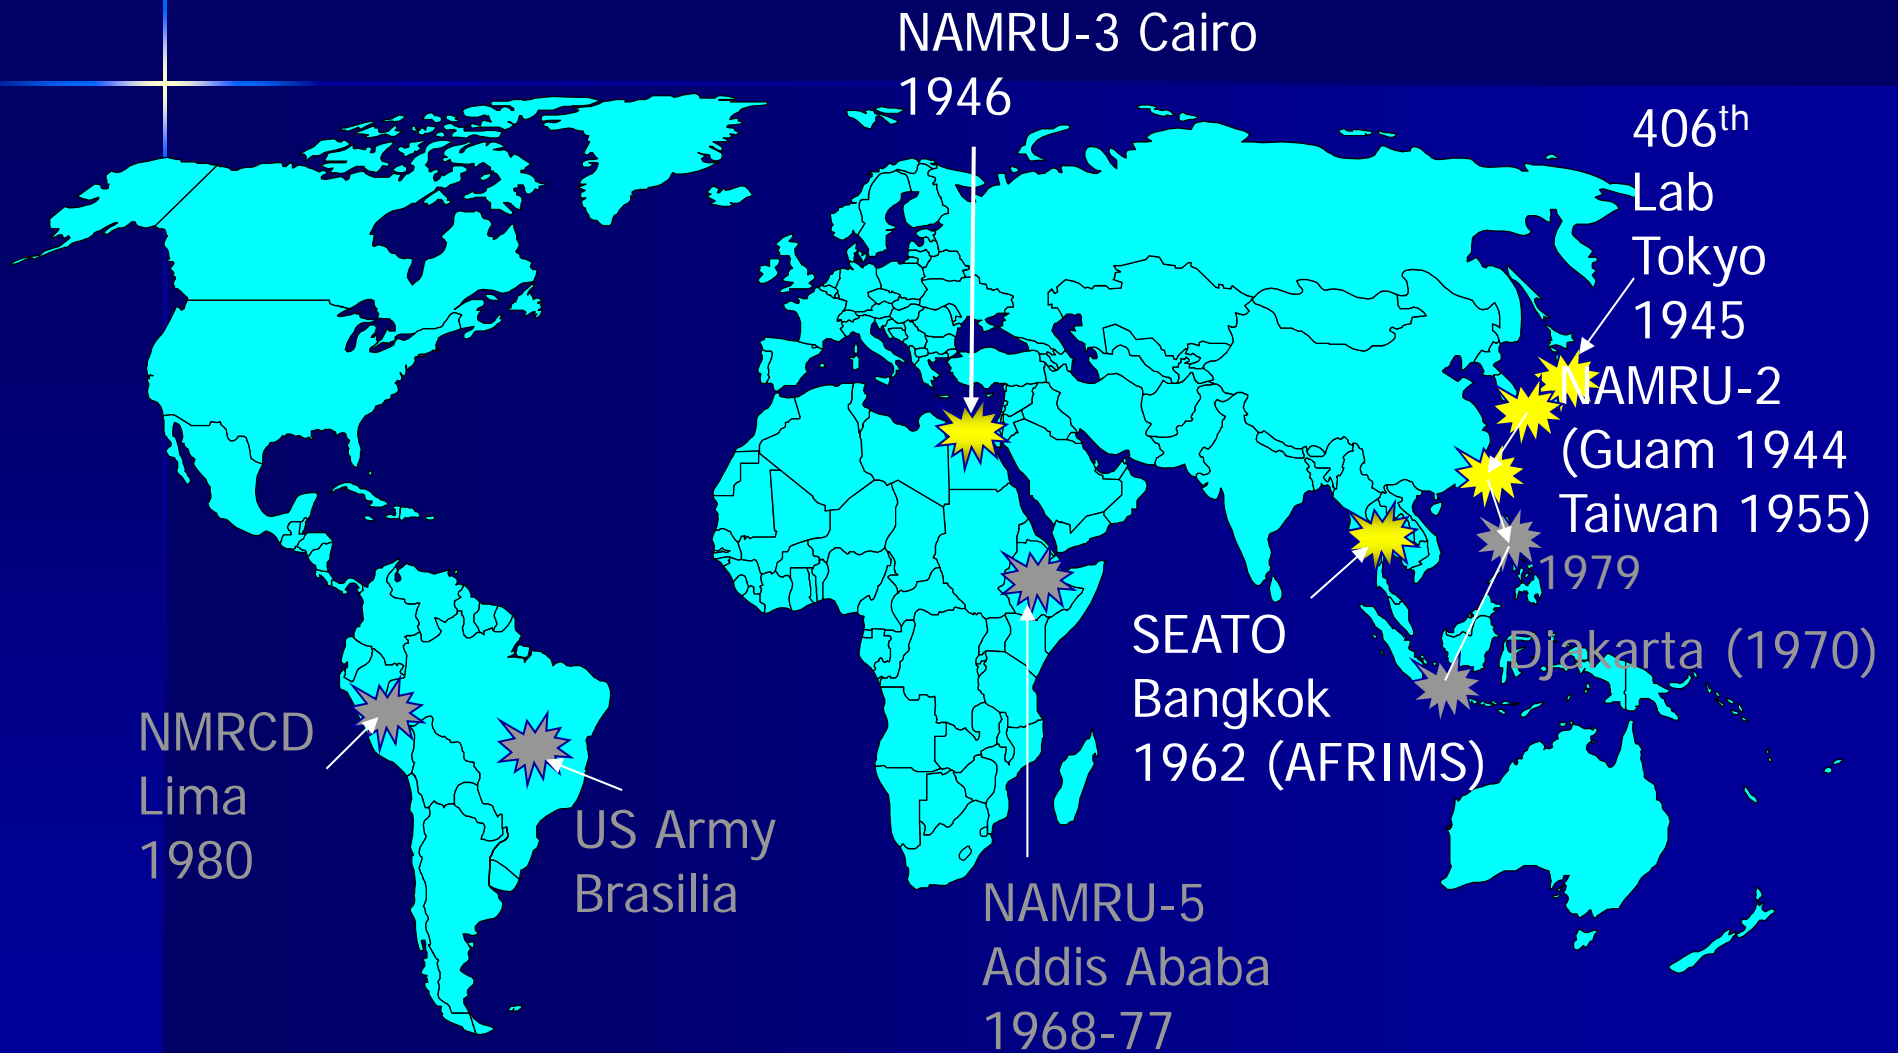 NAMRU-3 Cairo
1946
406th
Lab
Tokyo
1945
NAMRU-2
(Guam 1944
Taiwan 1955)
1979
Djakarta (1970)
SEATO
Bangkok
1962 (AFRIMS)
NMRCD
Lima
1980
US Army
Brasilia
NAMRU-5
Addis Ababa
1968-77